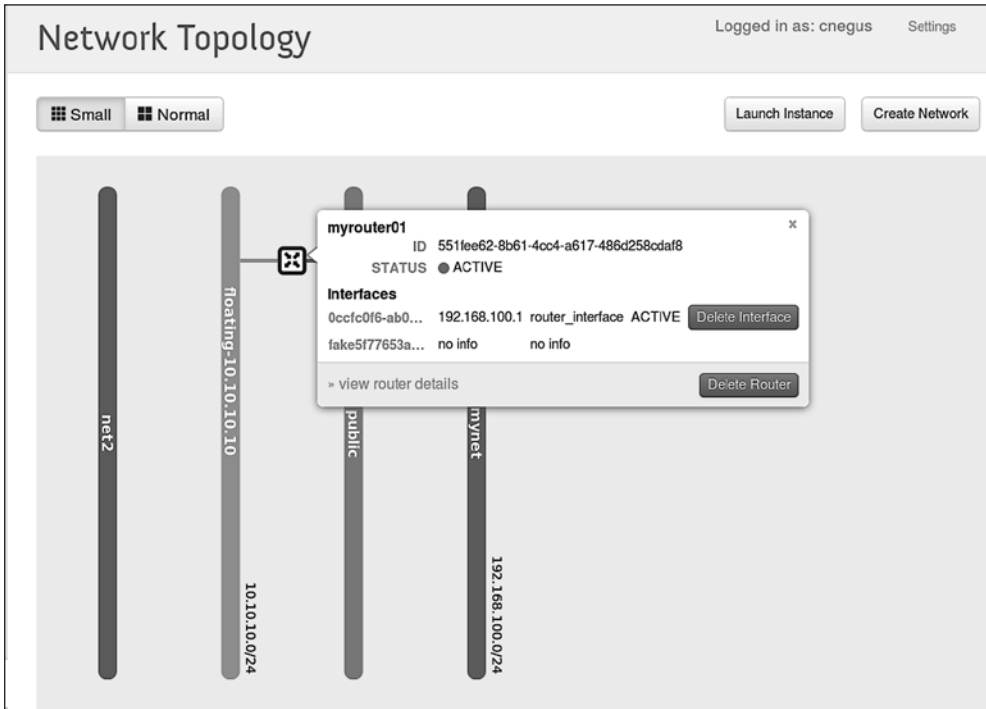 Network Topology
Logged in as: cnegus
Settings
Small
Normal
Launch Instance
Create Network
myrouter01
x
ID 551fee62-8b61-4cc4-a617-486d258cdaf8
STATUS ACTIVE
Interfaces
0ccfc0f6-ab0... 192.168.100.1 router_interface ACTIVE Delete Interface
fake5f77653a... no info no info
» view router details
Delete Router
net2
floating-10.10.10.10
10.10.10.0/24
public
mynet
192.168.100.0/24